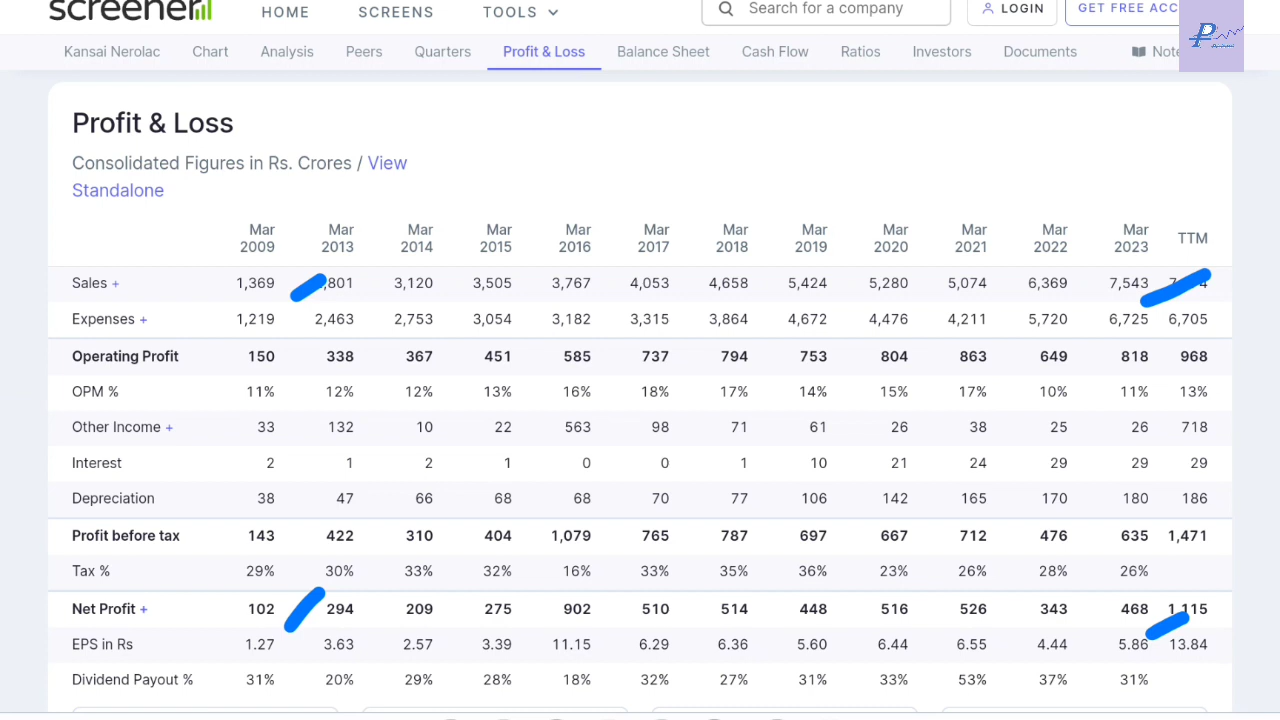 screener
HOME SCREENS TOOLS Search for a company LOGIN GET FREE ACC
Kansai Nerolac Chart Analysis Peers Quarters Profit & Loss Balance Sheet Cash Flow Ratios Investors Documents Note
Profit & Loss
Consolidated Figures in Rs. Crores / View
Standalone
Mar 2009 Mar 2013 Mar 2014 Mar 2015 Mar 2016 Mar 2017 Mar 2018 Mar 2019 Mar 2020 Mar 2021 Mar 2022 Mar 2023 TTM
Sales + 1,369 ,801 3,120 3,505 3,767 4,053 4,658 5,424 5,280 5,074 6,369 7,543
Expenses + 1,219 2,463 2,753 3,054 3,182 3,315 3,864 4,672 4,476 4,211 5,720 6,725 6,705
Operating Profit 150 338 367 451 585 737 794 753 804 863 649 818 968
OPM % 11% 12% 12% 13% 16% 18% 17% 14% 15% 17% 10% 11% 13%
Other Income + 33 132 10 22 563 98 71 61 26 38 25 26 718
Interest 2 1 2 1 0 0 1 10 21 24 29 29 29
Depreciation 38 47 66 68 68 70 77 106 142 165 170 180 186
Profit before tax 143 422 310 404 1,079 765 787 697 667 712 476 635 1,471
Tax % 29% 30% 33% 32% 16% 33% 35% 36% 23% 26% 28% 26%
Net Profit + 102 294 209 275 902 510 514 448 516 526 343 468 1,115
EPS in Rs 1.27 3.63 2.57 3.39 11.15 6.29 6.36 5.60 6.44 6.55 4.44 5.86 13.84
Dividend Payout % 31% 20% 29% 28% 18% 32% 27% 31% 33% 53% 37% 31%